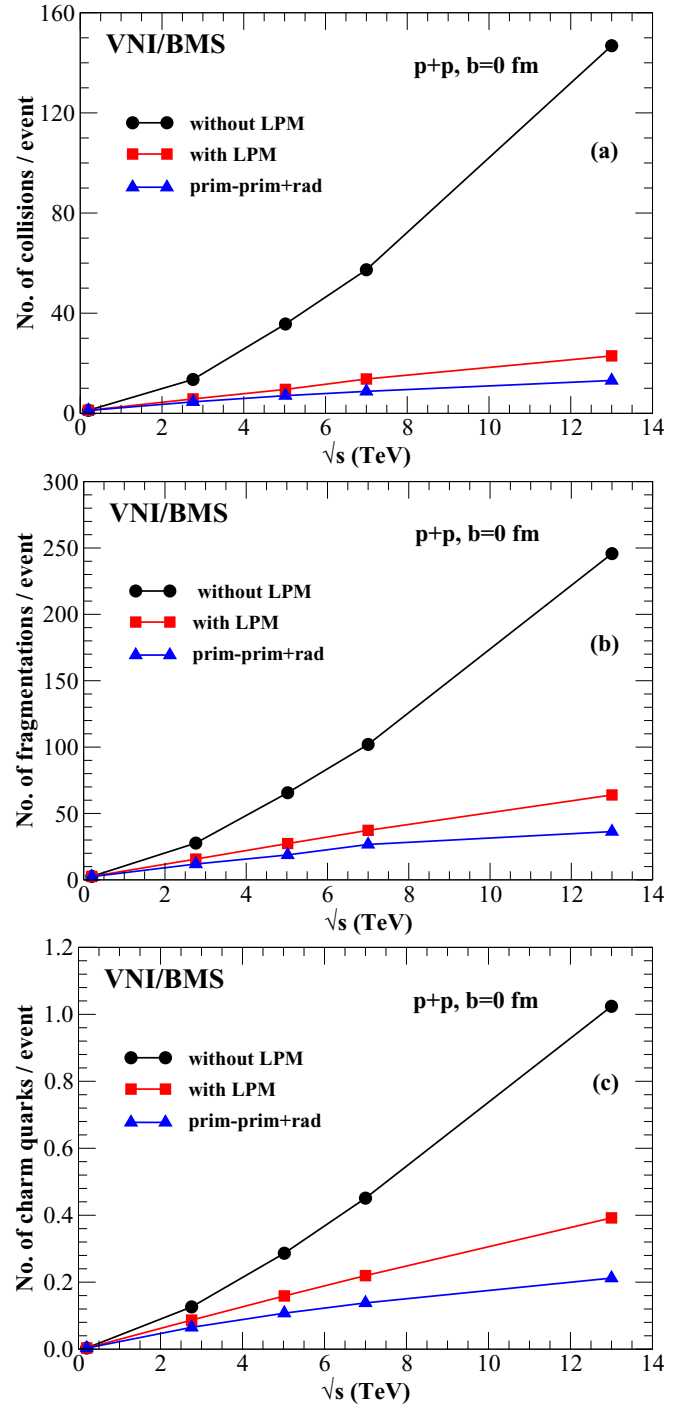 160
VNI/BMS
p+p, b=0 fm
without LPM
with LPM
prim-prim+rad
(a)
120
80
40
0
No. of collisions / event
0 2 4 6 8 10 12 14
√s (TeV)
300
VNI/BMS
p+p, b=0 fm
without LPM
with LPM
prim-prim+rad
(b)
250
200
150
100
50
0
No. of fragmentations / event
0 2 4 6 8 10 12 14
√s (TeV)
1.2
VNI/BMS
p+p, b=0 fm
without LPM
with LPM
prim-prim+rad
(c)
1.0
0.8
0.6
0.4
0.2
0.0
No. of charm quarks / event
0 2 4 6 8 10 12 14
√s (TeV)